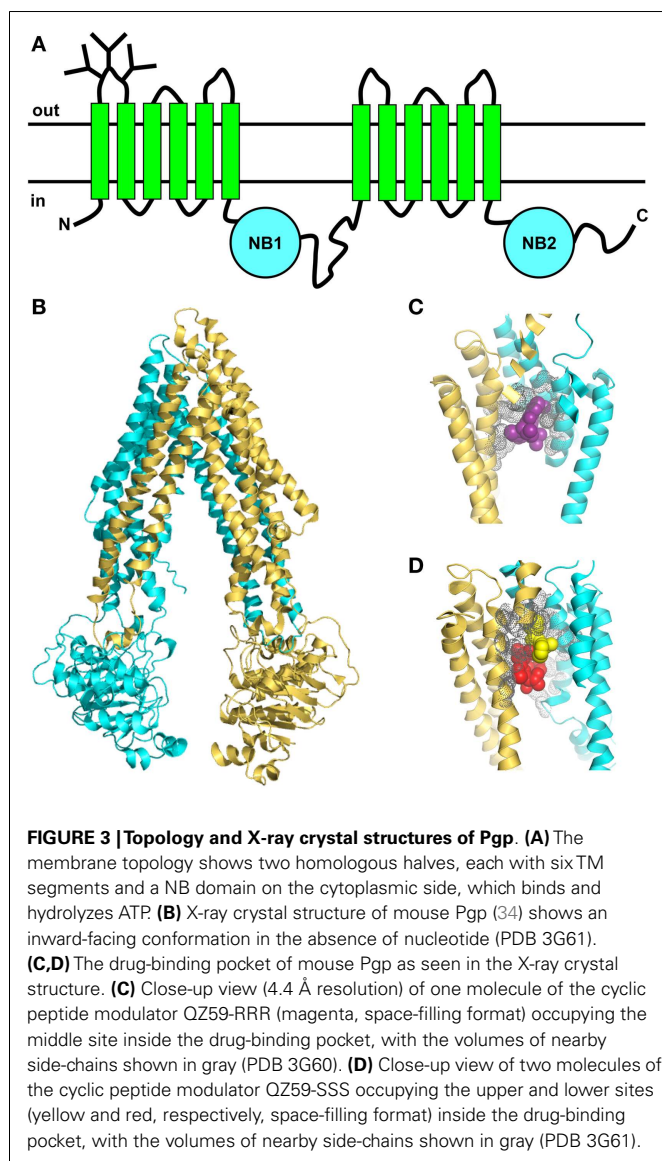 A
out
in
N
NB1
NB2
C
B
C
D
FIGURE 3 | Topology and X-ray crystal structures of Pgp. (A) The
membrane topology shows two homologous halves, each with six TM
segments and a NB domain on the cytoplasmic side, which binds and
hydrolyzes ATP. (B) X-ray crystal structure of mouse Pgp (34) shows an
inward-facing conformation in the absence of nucleotide (PDB 3G61).
(C,D) The drug-binding pocket of mouse Pgp as seen in the X-ray crystal
structure. (C) Close-up view (4.4 Å resolution) of one molecule of the cyclic
peptide modulator QZ59-RRR (magenta, space-filling format) occupying the
middle site inside the drug-binding pocket, with the volumes of nearby
side-chains shown in gray (PDB 3G60). (D) Close-up view of two molecules of
the cyclic peptide modulator QZ59-SSS occupying the upper and lower sites
(yellow and red, respectively, space-filling format) inside the drug-binding
pocket, with the volumes of nearby side-chains shown in gray (PDB 3G61).